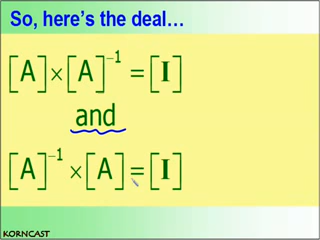 So, here's the deal…
[A]×[A]⁻¹=[I]
and
[A]⁻¹×[A]=[I]
KORNCAST